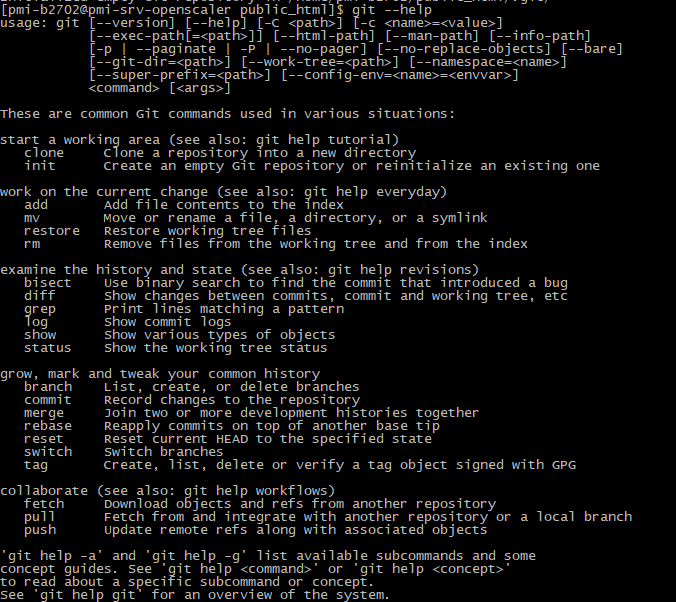 [pmi-b2702@pmi-srv-openscaler public_html]$ git --help
usage: git [--version] [--help] [-C <path>] [-c <name>=<value>]
           [--exec-path[=<path>]] [--html-path] [--man-path] [--info-path]
           [-p | --paginate | -P | --no-pager] [--no-replace-objects] [--bare]
           [--git-dir=<path>] [--work-tree=<path>] [--namespace=<name>]
           [--super-prefix=<path>] [--config-env=<name>=<envvar>]
           <command> [<args>]

These are common Git commands used in various situations:

start a working area (see also: git help tutorial)
   clone     Clone a repository into a new directory
   init      Create an empty Git repository or reinitialize an existing one

work on the current change (see also: git help everyday)
   add       Add file contents to the index
   mv        Move or rename a file, a directory, or a symlink
   restore   Restore working tree files
   rm        Remove files from the working tree and from the index

examine the history and state (see also: git help revisions)
   bisect    Use binary search to find the commit that introduced a bug
   diff      Show changes between commits, commit and working tree, etc
   grep      Print lines matching a pattern
   log       Show commit logs
   show      Show various types of objects
   status    Show the working tree status

grow, mark and tweak your common history
   branch    List, create, or delete branches
   commit    Record changes to the repository
   merge     Join two or more development histories together
   rebase    Reapply commits on top of another base tip
   reset     Reset current HEAD to the specified state
   switch    Switch branches
   tag       Create, list, delete or verify a tag object signed with GPG

collaborate (see also: git help workflows)
   fetch     Download objects and refs from another repository
   pull      Fetch from and integrate with another repository or a local branch
   push      Update remote refs along with associated objects

'git help -a' and 'git help -g' list available subcommands and some
concept guides. See 'git help <command>' or 'git help <concept>'
to read about a specific subcommand or concept.
See 'git help git' for an overview of the system.